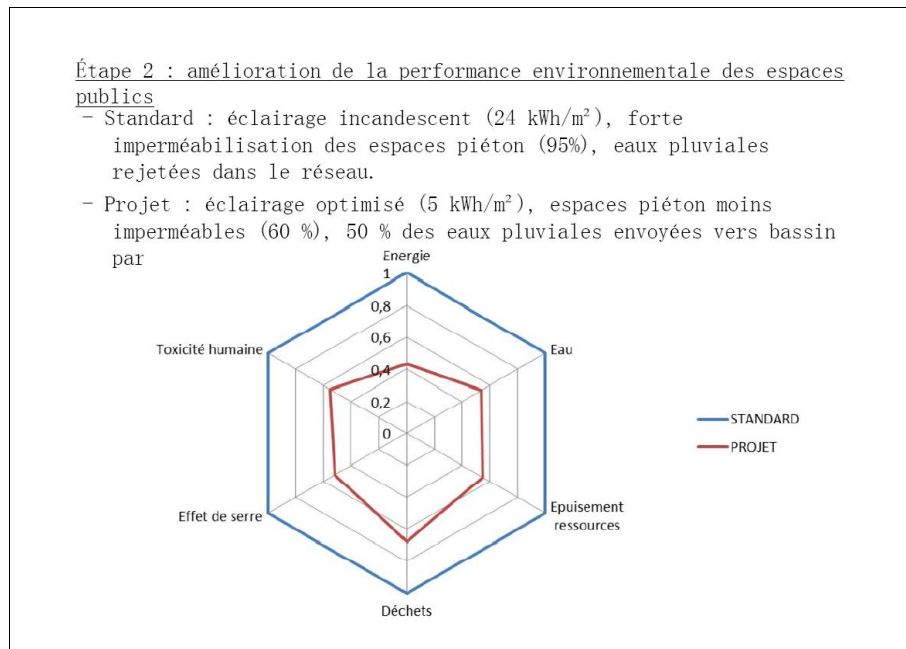 Étape 2 : amélioration de la performance environnementale des espaces
publics
- Standard : éclairage incandescent (24 kWh/m²), forte
imperméabilisation des espaces piéton (95%), eaux pluviales
rejetées dans le réseau.
- Projet : éclairage optimisé (5 kWh/m²), espaces piéton moins
imperméables (60 %), 50 % des eaux pluviales envoyées vers bassin
par
Energie
1
0,8
0,6
0,4
0,2
0
Toxicité humaine
Eau
STANDARD
PROJET
Effet de serre
Epuisement
ressources
Déchets